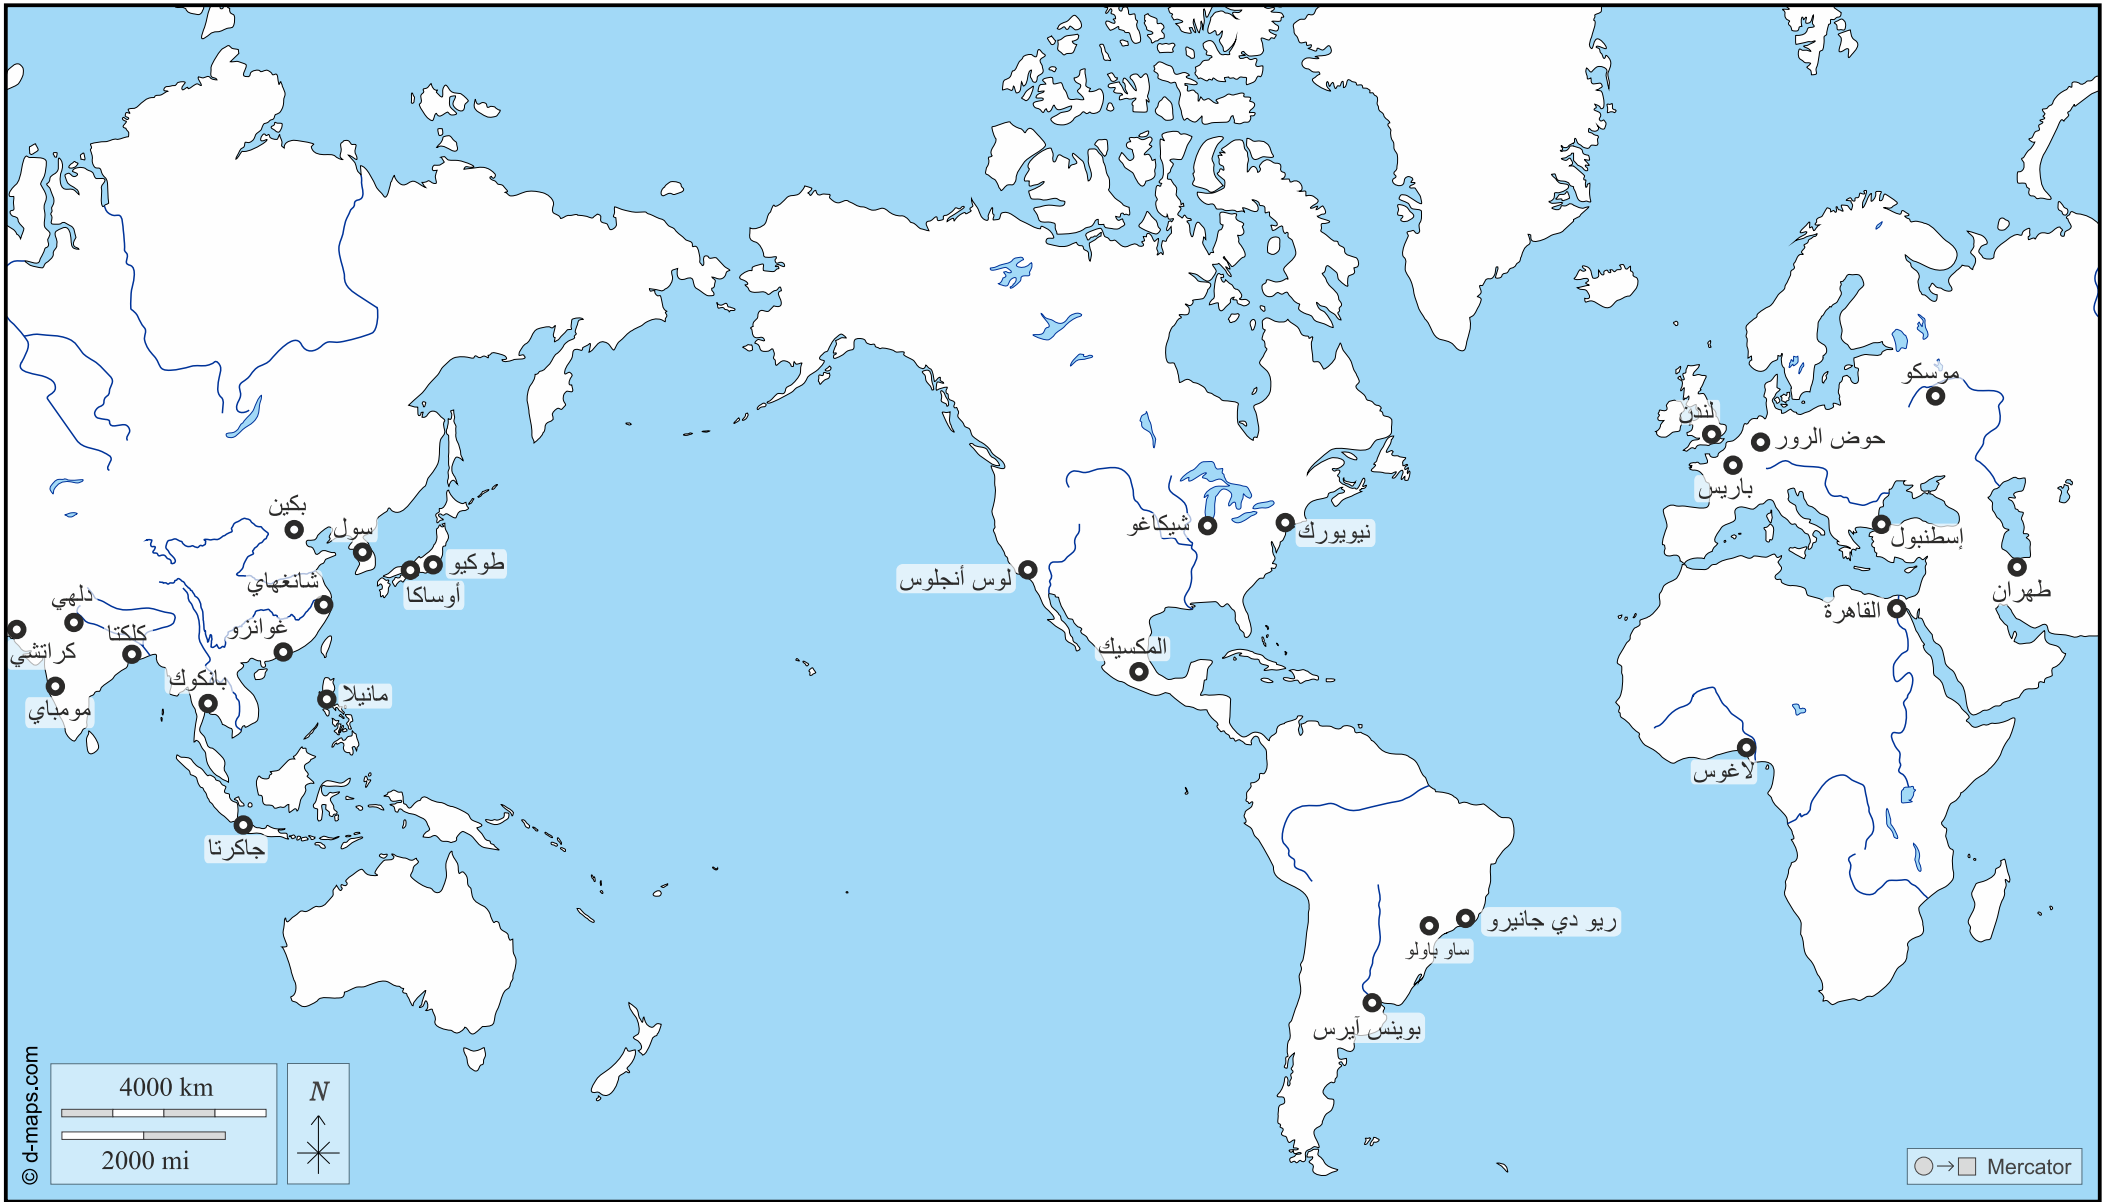 موسكو
لندن
حوض الرور
باريس
بكين
سول
طوكيو
أوساكا
شانغهاي
شيكاغو
نيويورك
إسطنبول
لوس أنجلوس
طهران
دلهي
القاهرة
كلكتا
غوانزو
كراتشي
المكسيك
بانكوك
مانيلا
مومباي
لاغوس
جاكرتا
ريو دي جانيرو
ساو باولو
بوينس آيرس
© d-maps.com
4000 km
2000 mi
N
Mercator